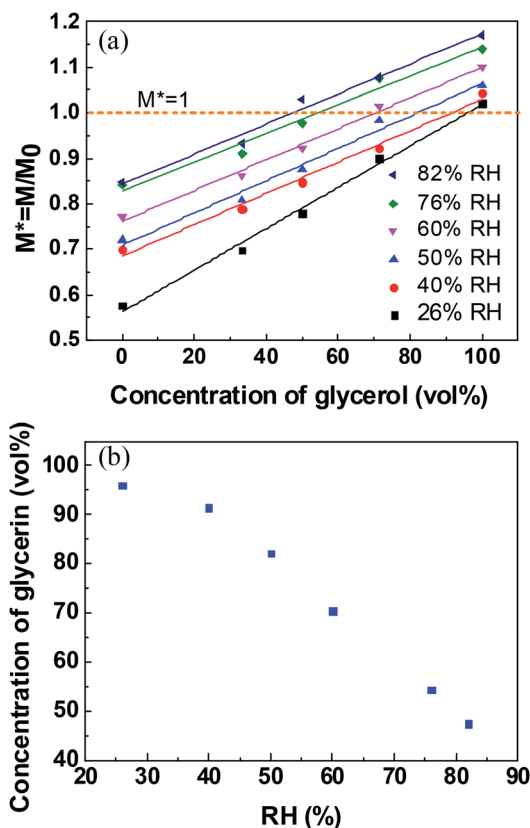 (a)
M*=M/M0
1.2
1.1
1.0
0.9
0.8
0.7
0.6
0.5
M*=1
82% RH
76% RH
60% RH
50% RH
40% RH
26% RH
0 20 40 60 80 100
Concentration of glycerol (vol%)
(b)
Concentration of glycerin (vol%)
100
90
80
70
60
50
40
20 30 40 50 60 70 80 90
RH (%)